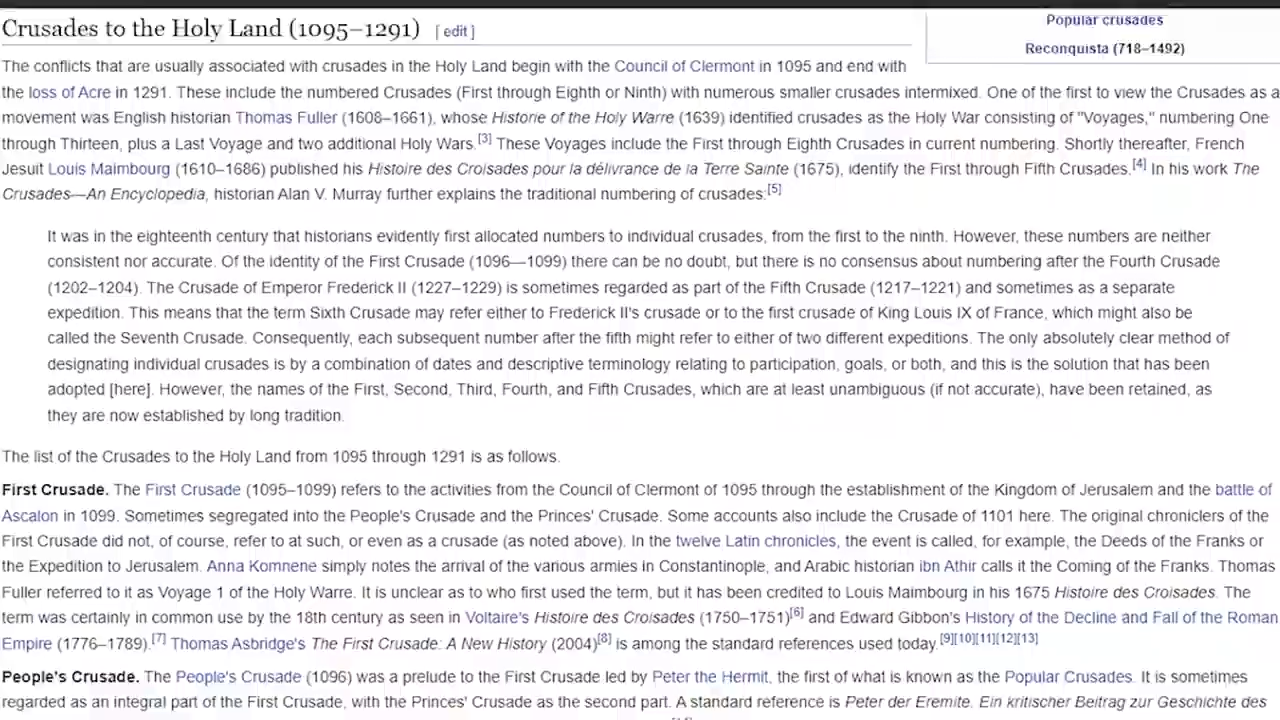 Crusades to the Holy Land (1095–1291) [ edit ]
Popular crusades
Reconquista (718–1492)
The conflicts that are usually associated with crusades in the Holy Land begin with the Council of Clermont in 1095 and end with
the loss of Acre in 1291. These include the numbered Crusades (First through Eighth or Ninth) with numerous smaller crusades intermixed. One of the first to view the Crusades as a
movement was English historian Thomas Fuller (1608–1661), whose Historie of the Holy Warre (1639) identified crusades as the Holy War consisting of "Voyages," numbering One
through Thirteen, plus a Last Voyage and two additional Holy Wars.[3] These Voyages include the First through Eighth Crusades in current numbering. Shortly thereafter, French
Jesuit Louis Maimbourg (1610–1686) published his Histoire des Croisades pour la délivrance de la Terre Sainte (1675), identify the First through Fifth Crusades.[4] In his work The
Crusades—An Encyclopedia, historian Alan V. Murray further explains the traditional numbering of crusades:[5]
It was in the eighteenth century that historians evidently first allocated numbers to individual crusades, from the first to the ninth. However, these numbers are neither
consistent nor accurate. Of the identity of the First Crusade (1096–-1099) there can be no doubt, but there is no consensus about numbering after the Fourth Crusade
(1202–1204). The Crusade of Emperor Frederick II (1227–1229) is sometimes regarded as part of the Fifth Crusade (1217–1221) and sometimes as a separate
expedition. This means that the term Sixth Crusade may refer either to Frederick II's crusade or to the first crusade of King Louis IX of France, which might also be
called the Seventh Crusade. Consequently, each subsequent number after the fifth might refer to either of two different expeditions. The only absolutely clear method of
designating individual crusades is by a combination of dates and descriptive terminology relating to participation, goals, or both, and this is the solution that has been
adopted [here]. However, the names of the First, Second, Third, Fourth, and Fifth Crusades, which are at least unambiguous (if not accurate), have been retained, as
they are now established by long tradition.
The list of the Crusades to the Holy Land from 1095 through 1291 is as follows.
First Crusade. The First Crusade (1095–1099) refers to the activities from the Council of Clermont of 1095 through the establishment of the Kingdom of Jerusalem and the battle of
Ascalon in 1099. Sometimes segregated into the People's Crusade and the Princes' Crusade. Some accounts also include the Crusade of 1101 here. The original chroniclers of the
First Crusade did not, of course, refer to at such, or even as a crusade (as noted above). In the twelve Latin chronicles, the event is called, for example, the Deeds of the Franks or
the Expedition to Jerusalem. Anna Komnene simply notes the arrival of the various armies in Constantinople, and Arabic historian ibn Athir calls it the Coming of the Franks. Thomas
Fuller referred to it as Voyage 1 of the Holy Warre. It is unclear as to who first used the term, but it has been credited to Louis Maimbourg in his 1675 Histoire des Croisades. The
term was certainly in common use by the 18th century as seen in Voltaire's Histoire des Croisades (1750–1751)[6] and Edward Gibbon's History of the Decline and Fall of the Roman
Empire (1776–1789).[7] Thomas Asbridge's The First Crusade: A New History (2004)[8] is among the standard references used today.[9][10][11][12][13]
People's Crusade. The People's Crusade (1096) was a prelude to the First Crusade led by Peter the Hermit, the first of what is known as the Popular Crusades. It is sometimes
regarded as an integral part of the First Crusade, with the Princes' Crusade as the second part. A standard reference is Peter der Eremite. Ein kritischer Beitrag zur Geschichte des